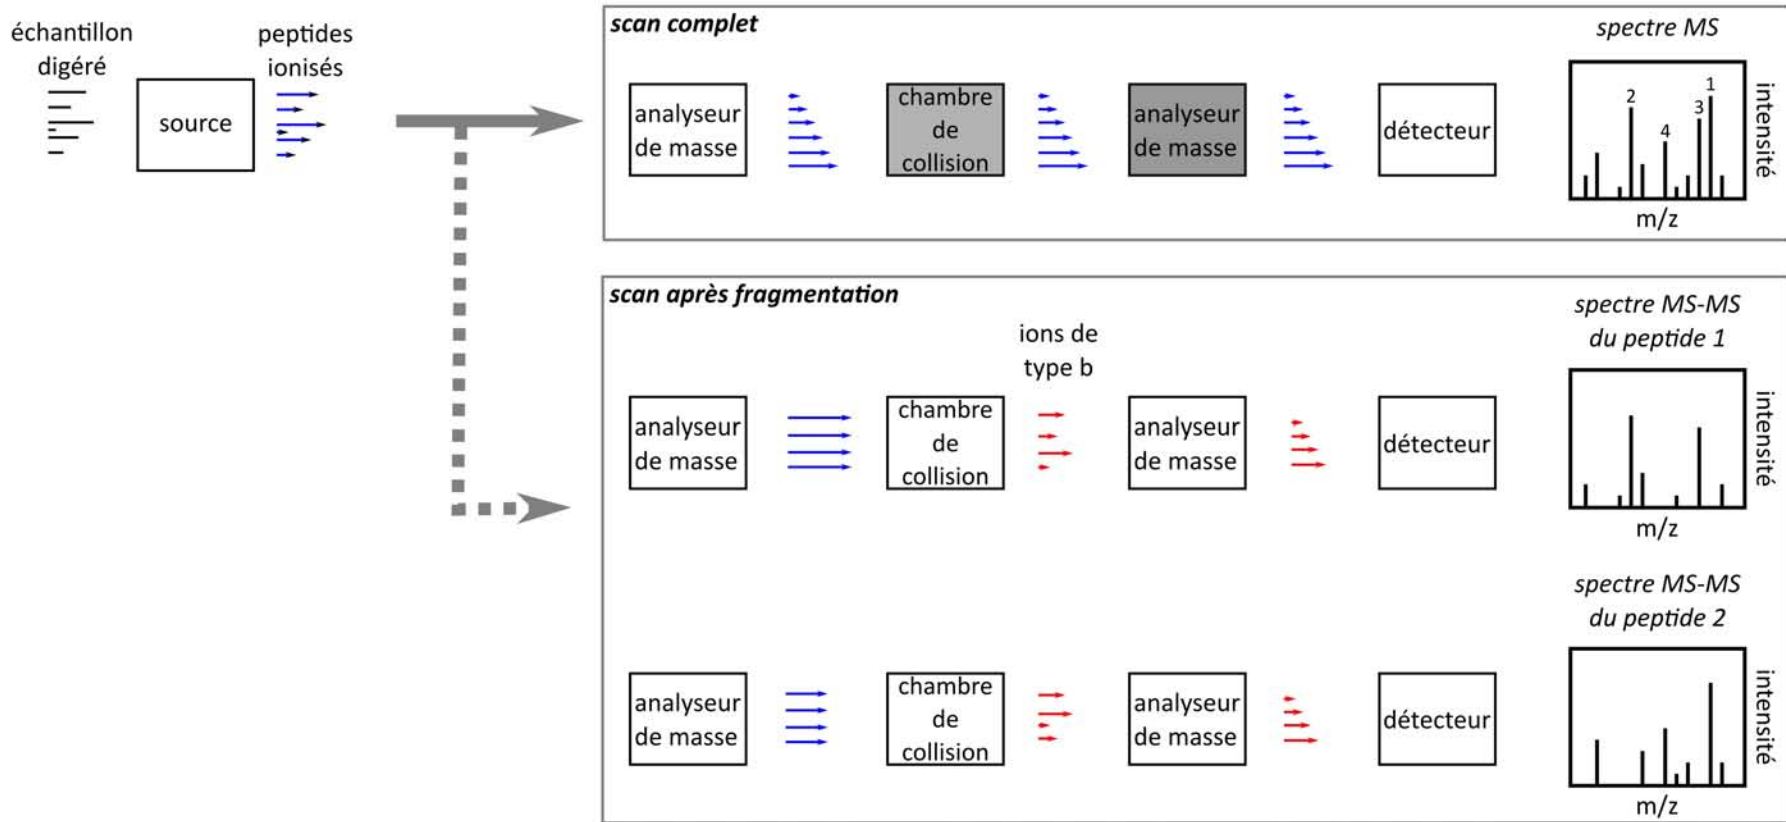 échantillon
digéré
source
peptides
ionisés
scan complet
analyseur
de masse
chambre
de
collision
analyseur
de masse
détecteur
spectre MS
1
2
3
4
intensité
m/z
scan après fragmentation
analyseur
de masse
chambre
de
collision
ions de
type b
analyseur
de masse
détecteur
spectre MS-MS
du peptide 1
intensité
m/z
analyseur
de masse
chambre
de
collision
analyseur
de masse
détecteur
spectre MS-MS
du peptide 2
intensité
m/z